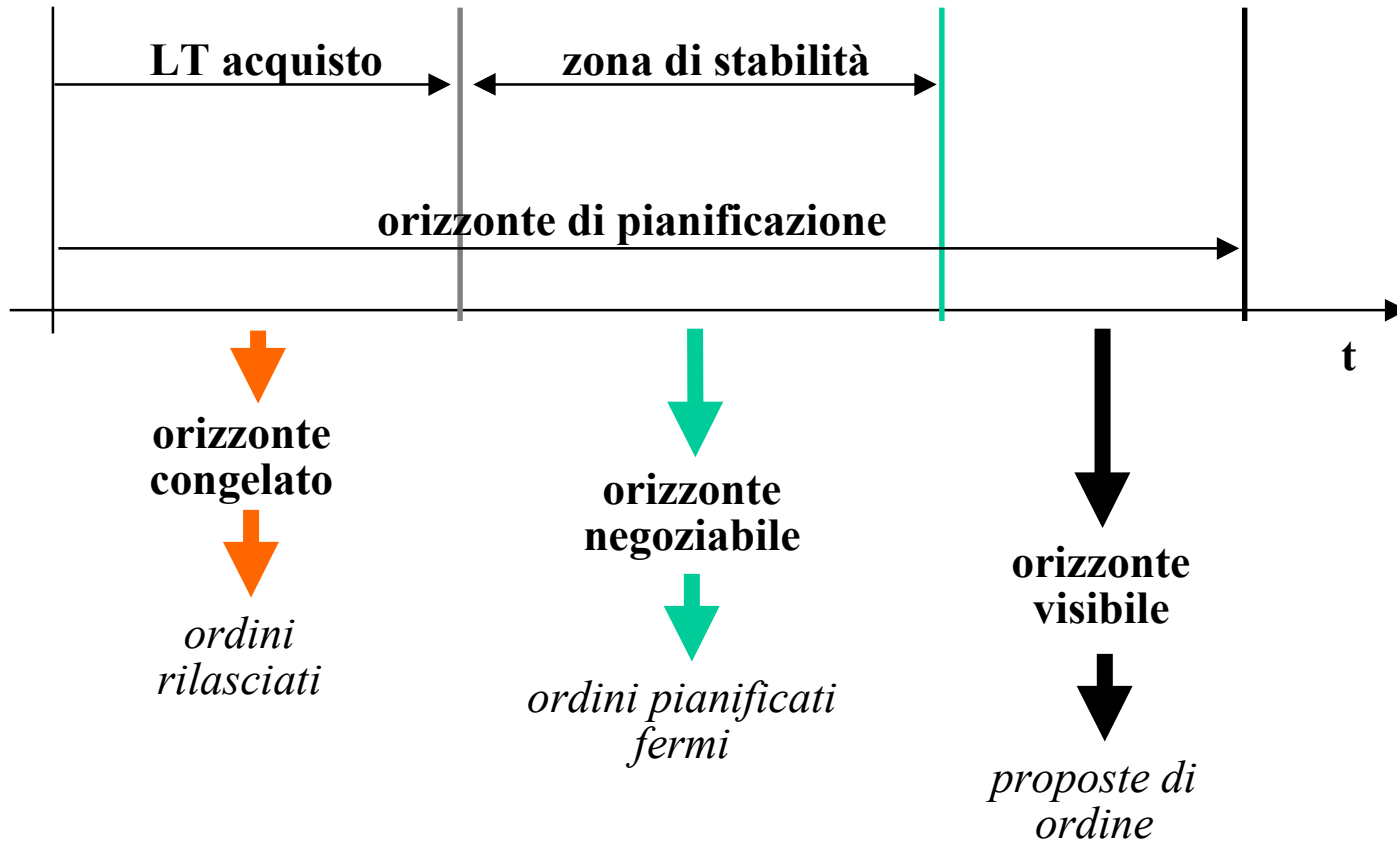 LT acquisto
zona di stabilità
orizzonte di pianificazione
t
orizzonte
congelato
orizzonte
negoziabile
orizzonte
visibile
ordini
rilasciati
ordini pianificati
fermi
proposte di
ordine